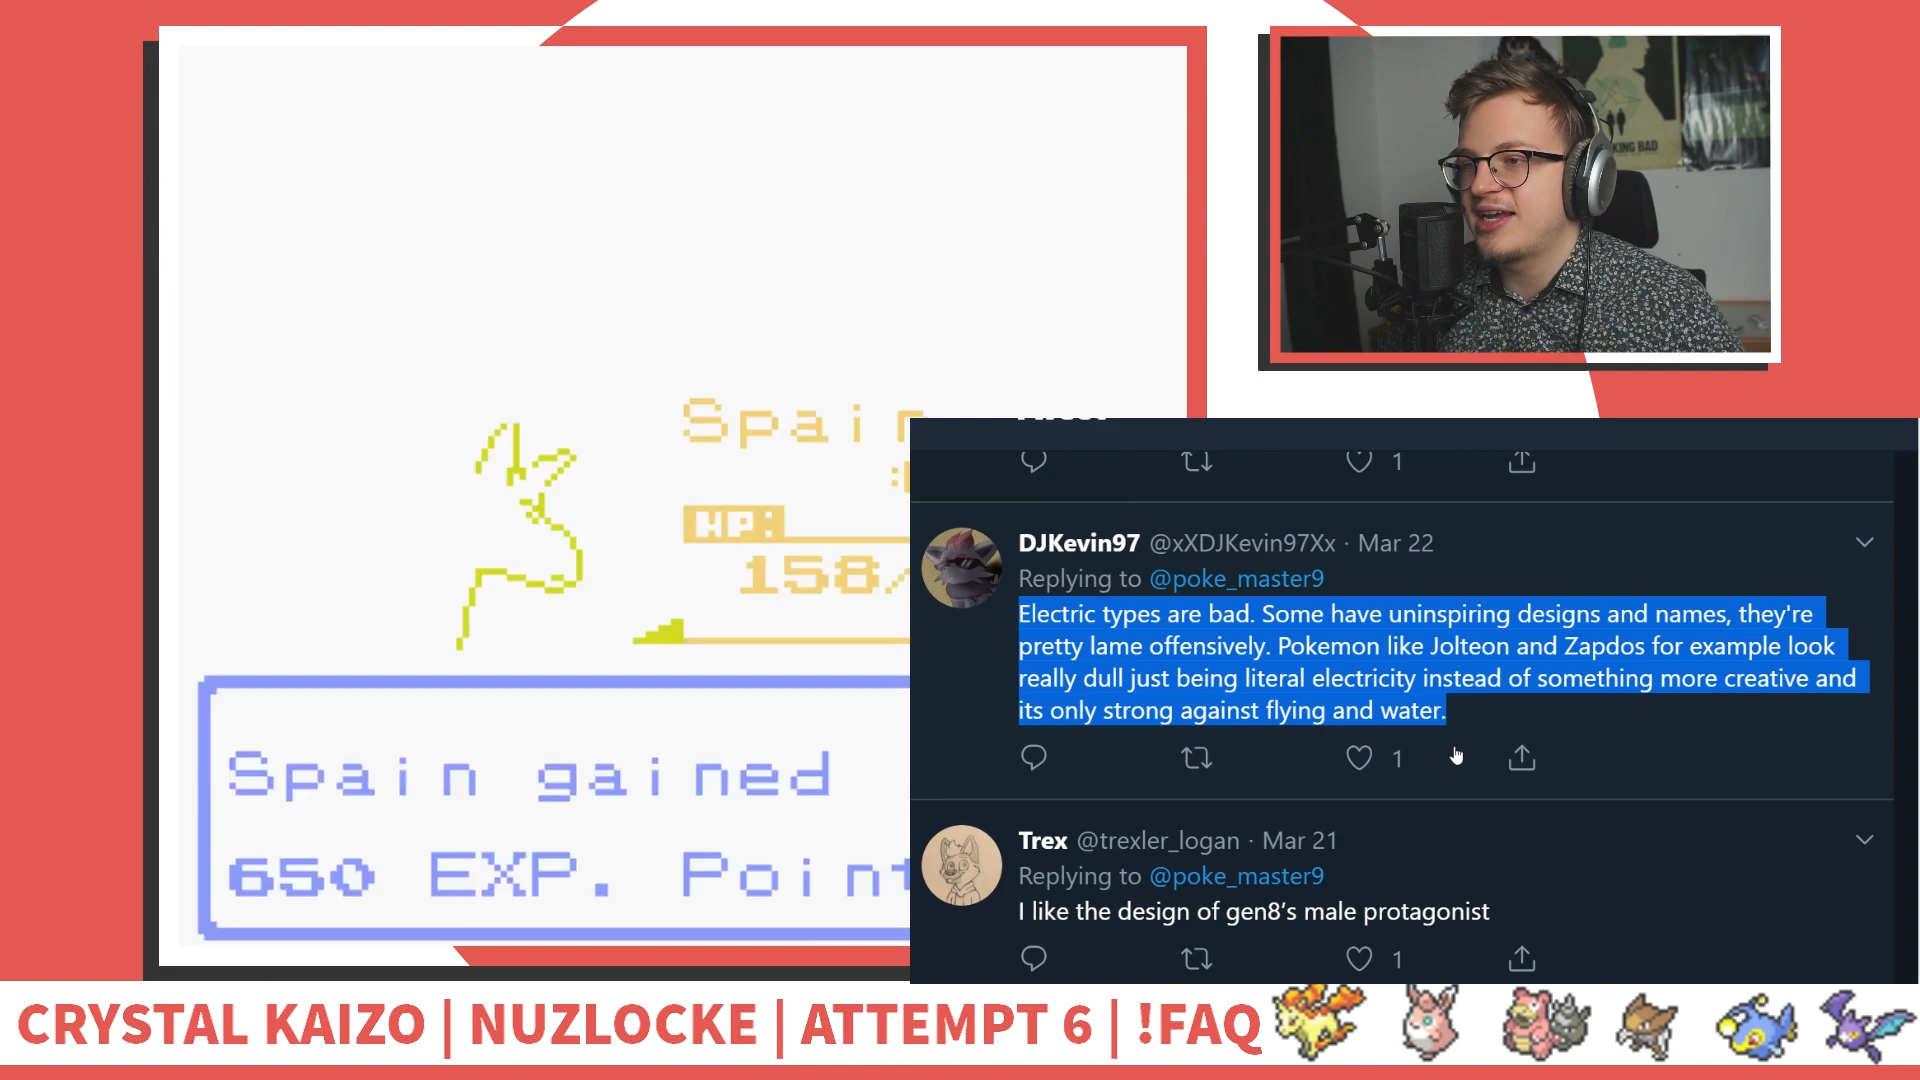 KING BAD
Spain
HP:
158/
Spain gained
650 EXP. Point
1
DJKevin97 @xXDJKevin97Xx · Mar 22
Replying to @poke_master9
Electric types are bad. Some have uninspiring designs and names, they're
pretty lame offensively. Pokemon like Jolteon and Zapdos for example look
really dull just being literal electricity instead of something more creative and
its only strong against flying and water.
1
Trex @trexler_logan · Mar 21
Replying to @poke_master9
I like the design of gen8’s male protagonist
1
CRYSTAL KAIZO | NUZLOCKE | ATTEMPT 6 | !FAQ